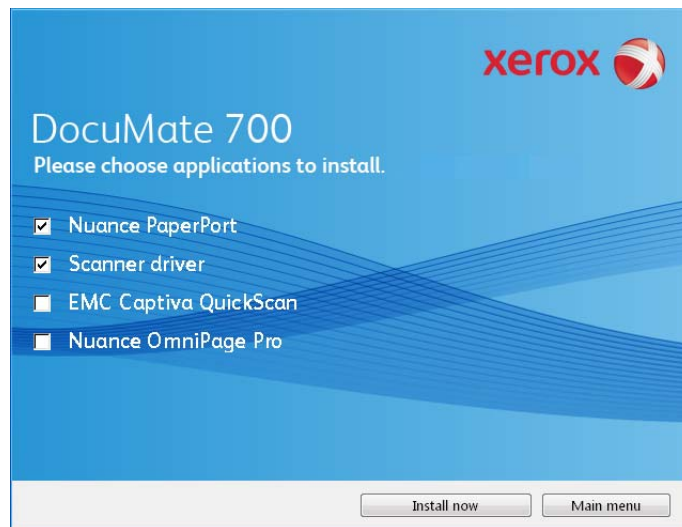 xerox
DocuMate 700
Please choose applications to install.
Nuance PaperPort
Scanner driver
EMC Captiva QuickScan
Nuance OmniPage Pro
Install now
Main menu